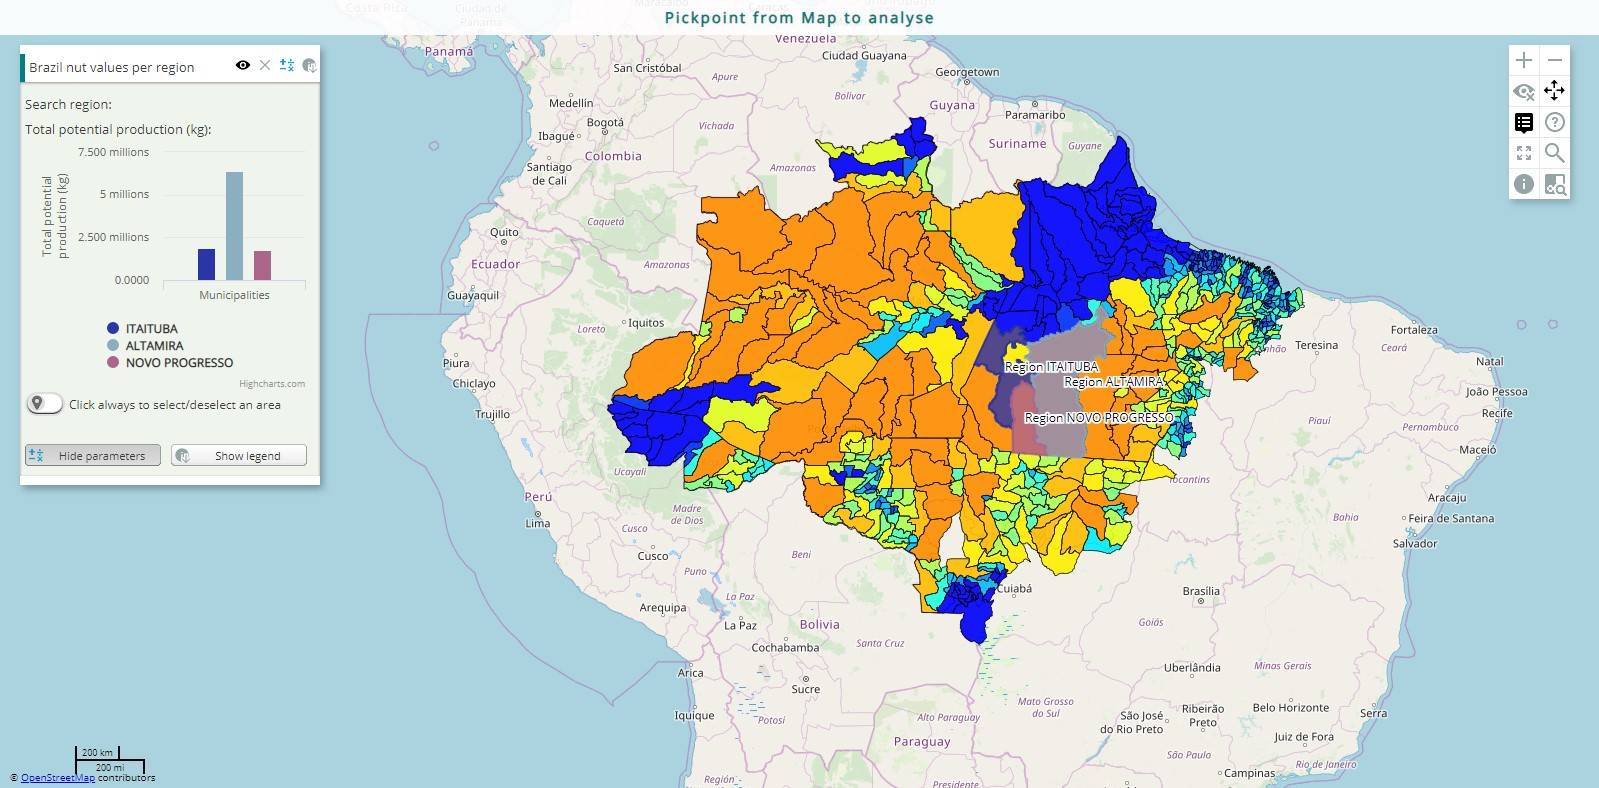 Pickpoint from Map to analyse
Brazil nut values per region
Search region:
Total potential production (kg):
7.500 millions
5 millions
2.500 millions
0.0000
Total potential
production (kg)
Municipalities
ITAITUBA
ALTAMIRA
NOVO PROGRESSO
Highcharts.com
Click always to select/deselect an area
Hide parameters
Show legend
Costa Rica
Ciudad de
Panamá
Maracaibo
Caracas
Panamá
Venezuela
Ciudad Guayana
San Cristóbal
Apure
Georgetown
Bolívar
Guyana
Medellín
Paramaribo
Bogotá
Vichada
Ibagué
Suriname
Guyane
Colombia
Santiago
de Cali
Amazonas
Caquetá
Quito
Ecuador
Amazonas
Guayaquil
Loreto
Iquitos
Fortaleza
Teresina
Ceará
nhão
Piura
Natal
Region ITAITUBA
Region ALTAMIRA
Chiclayo
João Pessoa
Recife
Trujillo
Region NOVO PROGRESSO
Piauí
Pernambuco
Maceió
Ucayali
Tocantins
Perú
Aracaju
Madre
de Dios
Lima
Cusco
Bahia
Feira de Santana
Salvador
Cusco
Beni
Puno
Cuiabá
La Paz
Brasília
Arequipa
La Paz
Bolivia
Goiás
Santa Cruz
Cochabamba
Arica
Uberlândia
Minas Gerais
Sucre
Mato Grosso
do Sul
Iquique
Potosí
Alto Paraguay
São José
do Rio Preto
Ribeirão
Preto
Belo Horizonte
Serra
Paraguay
Juiz de Fora
São Paulo
Rio de Janeiro
Campinas
Región
Presidente
200 km
200 mi
© OpenStreetMap contributors